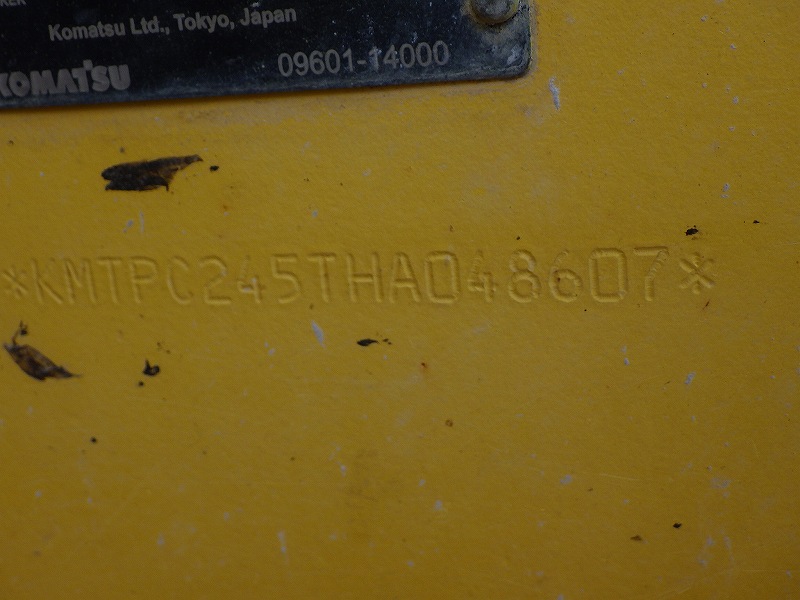 Komatsu Ltd., Tokyo, Japan
KOMATSU 09601-14000
*KMTPC245THA048607*